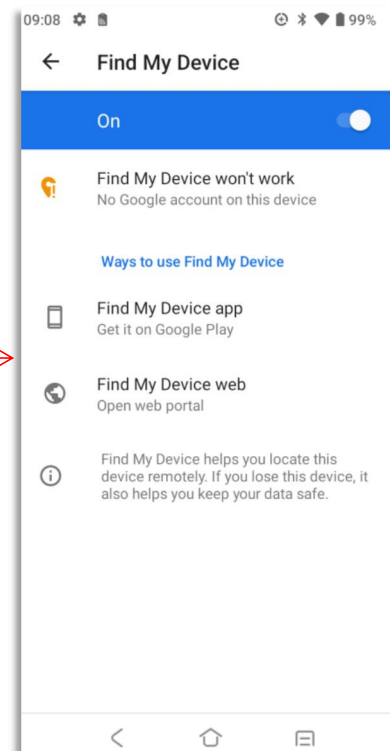 09:08 99%
Find My Device
On
Find My Device won't work
No Google account on this device
Ways to use Find My Device
Find My Device app
Get it on Google Play
Find My Device web
Open web portal
Find My Device helps you locate this
device remotely. If you lose this device, it
also helps you keep your data safe.